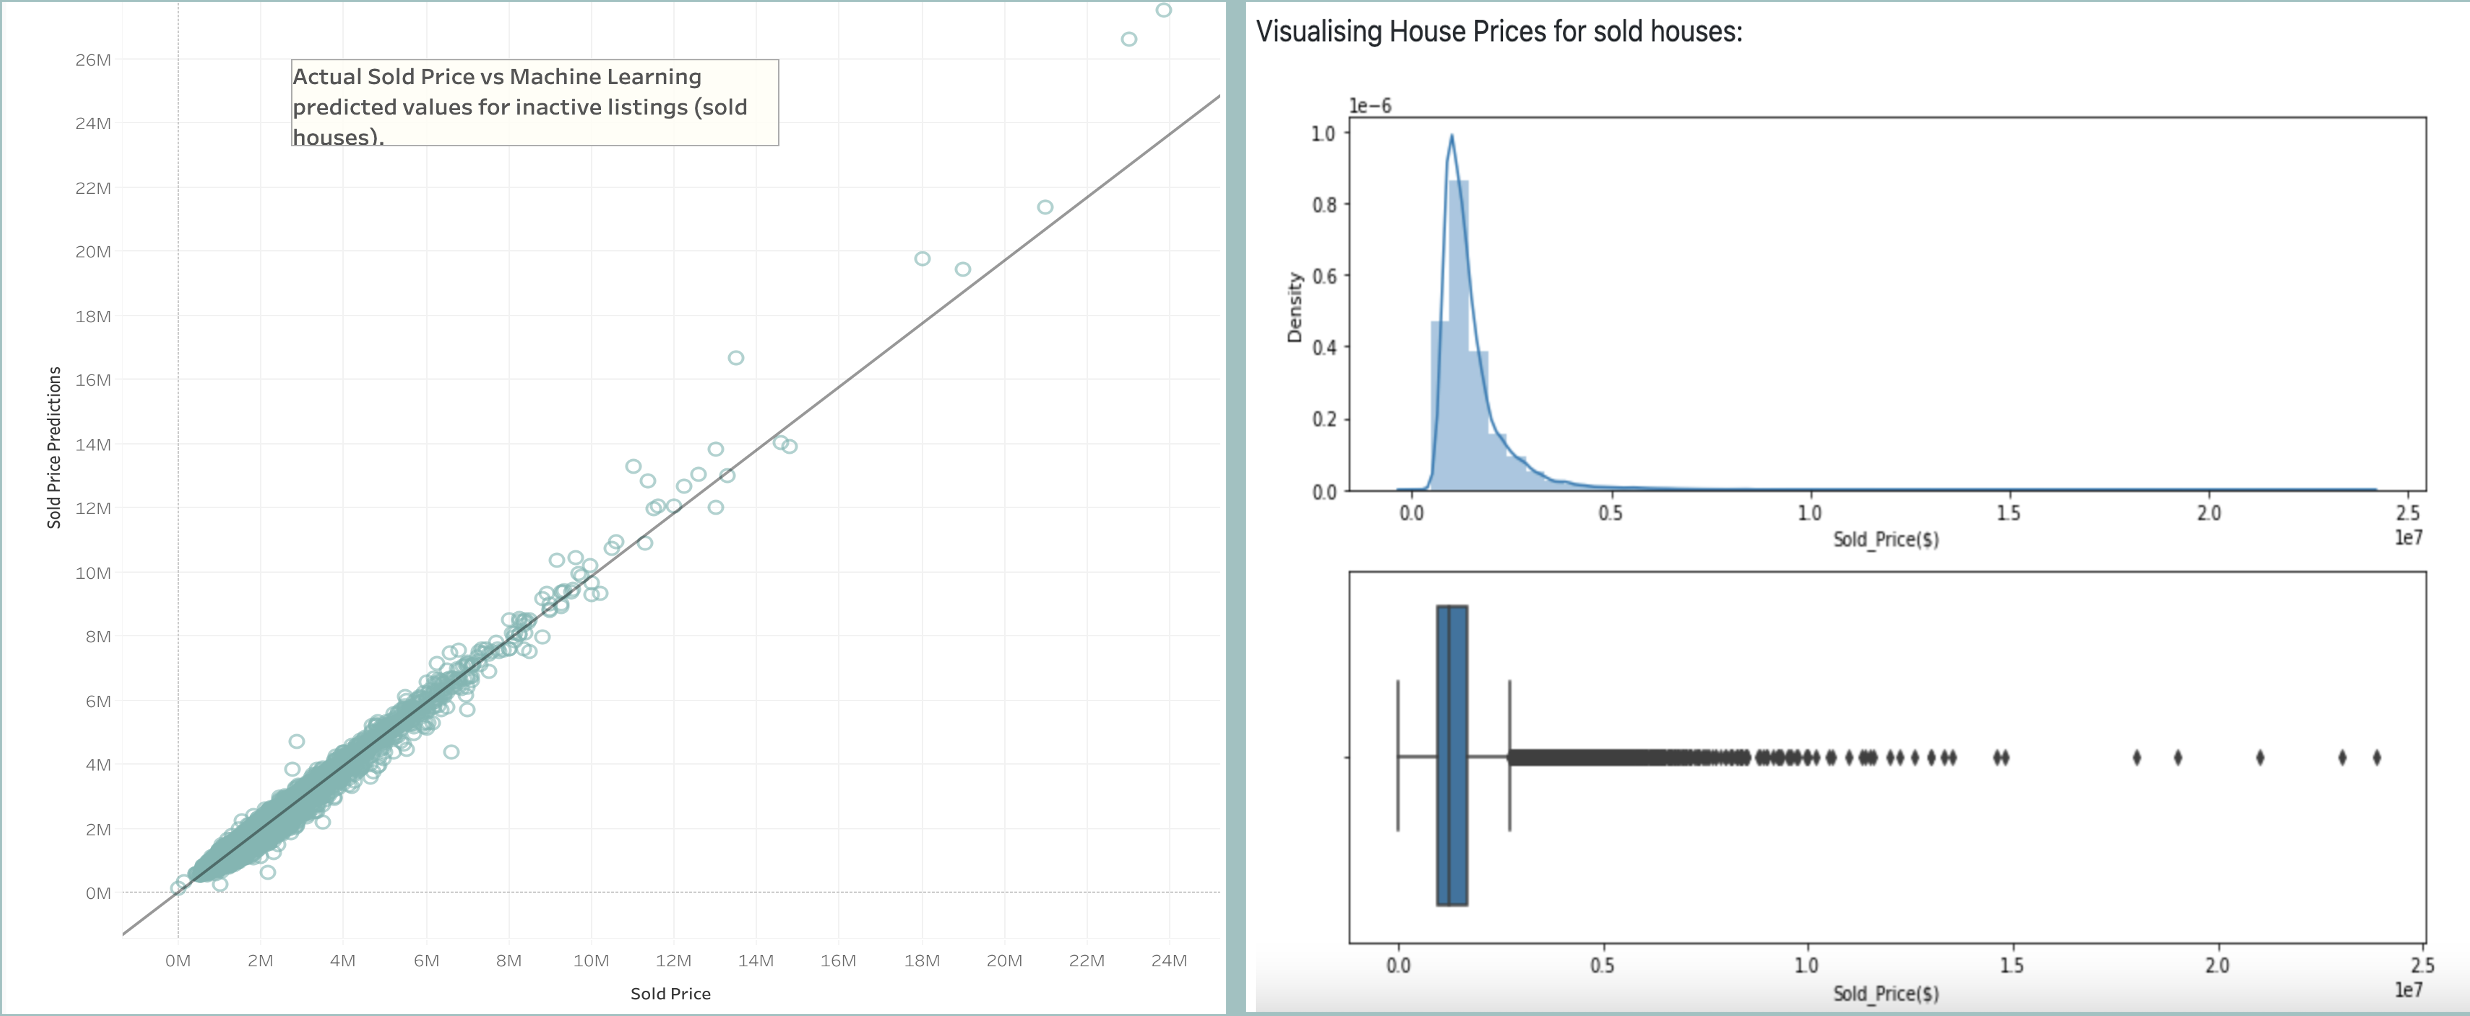 26M
24M
22M
20M
18M
16M
14M
12M
10M
8M
6M
4M
2M
0M
Sold Price Predictions
Actual Sold Price vs Machine Learning
predicted values for inactive listings (sold
houses).
0M 2M 4M 6M 8M 10M 12M 14M 16M 18M 20M 22M 24M
Sold Price
Visualising House Prices for sold houses:
1e−6
1.0
0.8
0.6
0.4
0.2
0.0
Density
0.0 0.5 1.0 1.5 2.0 2.5
Sold_Price($)
1e7
0.0 0.5 1.0 1.5 2.0 2.5
Sold_Price($)
1e7